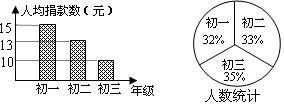 人均捐款数（元）
15
13
10
初一 初二 初三 年级
初一 32%
初二 33%
初三 35%
人数统计